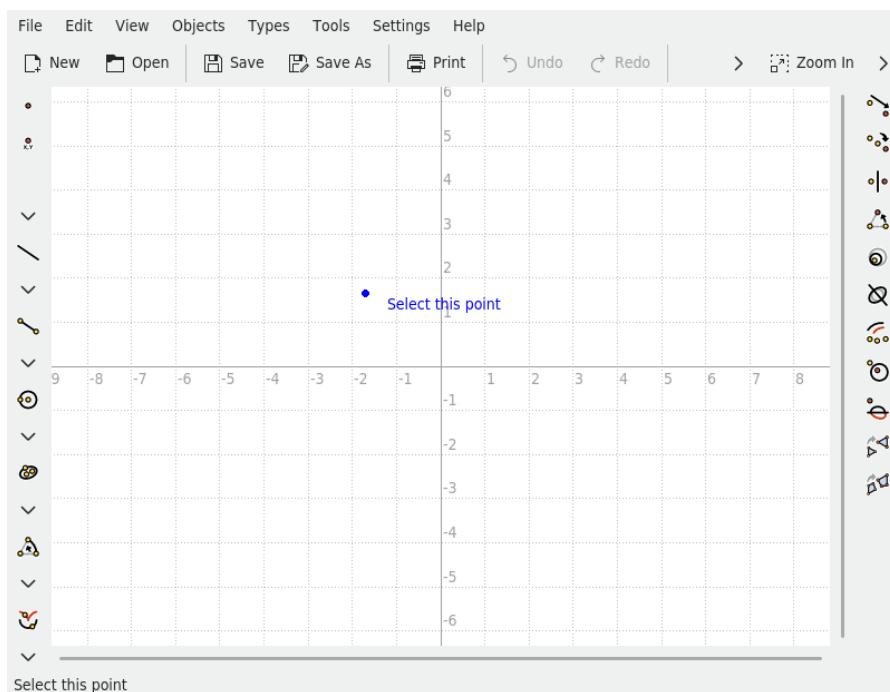 File Edit View Objects Types Tools Settings Help
New Open Save Save As Print Undo Redo Zoom In
X,Y
6
5
4
3
2
Select this point
1
9 -8 -7 -6 -5 -4 -3 -2 -1 1 2 3 4 5 6 7 8
-1
-2
-3
-4
-5
-6
Select this point